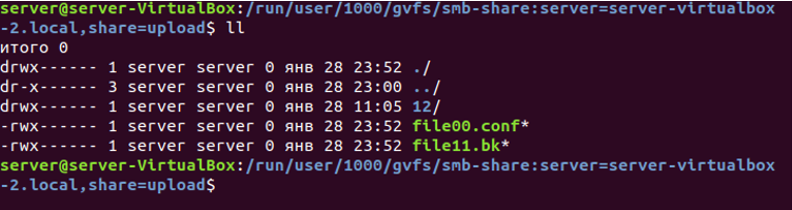 server@server-VirtualBox:/run/user/1000/gvfs/smb-share:server=server-virtualbox
-2.local,share=upload$ ll
итого 0
drwx------ 1 server server 0 янв 28 23:52 ./
dr-x------ 3 server server 0 янв 28 23:00 ../
drwx------ 1 server server 0 янв 28 11:05 12/
-rwx------ 1 server server 0 янв 28 23:52 file00.conf*
-rwx------ 1 server server 0 янв 28 23:52 file11.bk*
server@server-VirtualBox:/run/user/1000/gvfs/smb-share:server=server-virtualbox
-2.local,share=upload$